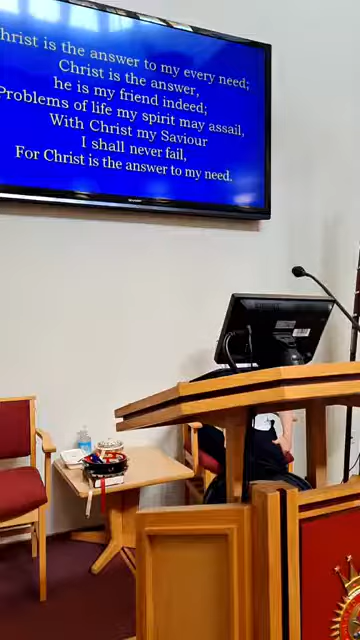 hrist is the answer to my every need;
Christ is the answer,
he is my friend indeed;
Problems of life my spirit may assail,
With Christ my Saviour
I shall never fail,
For Christ is the answer to my need.
SHARP